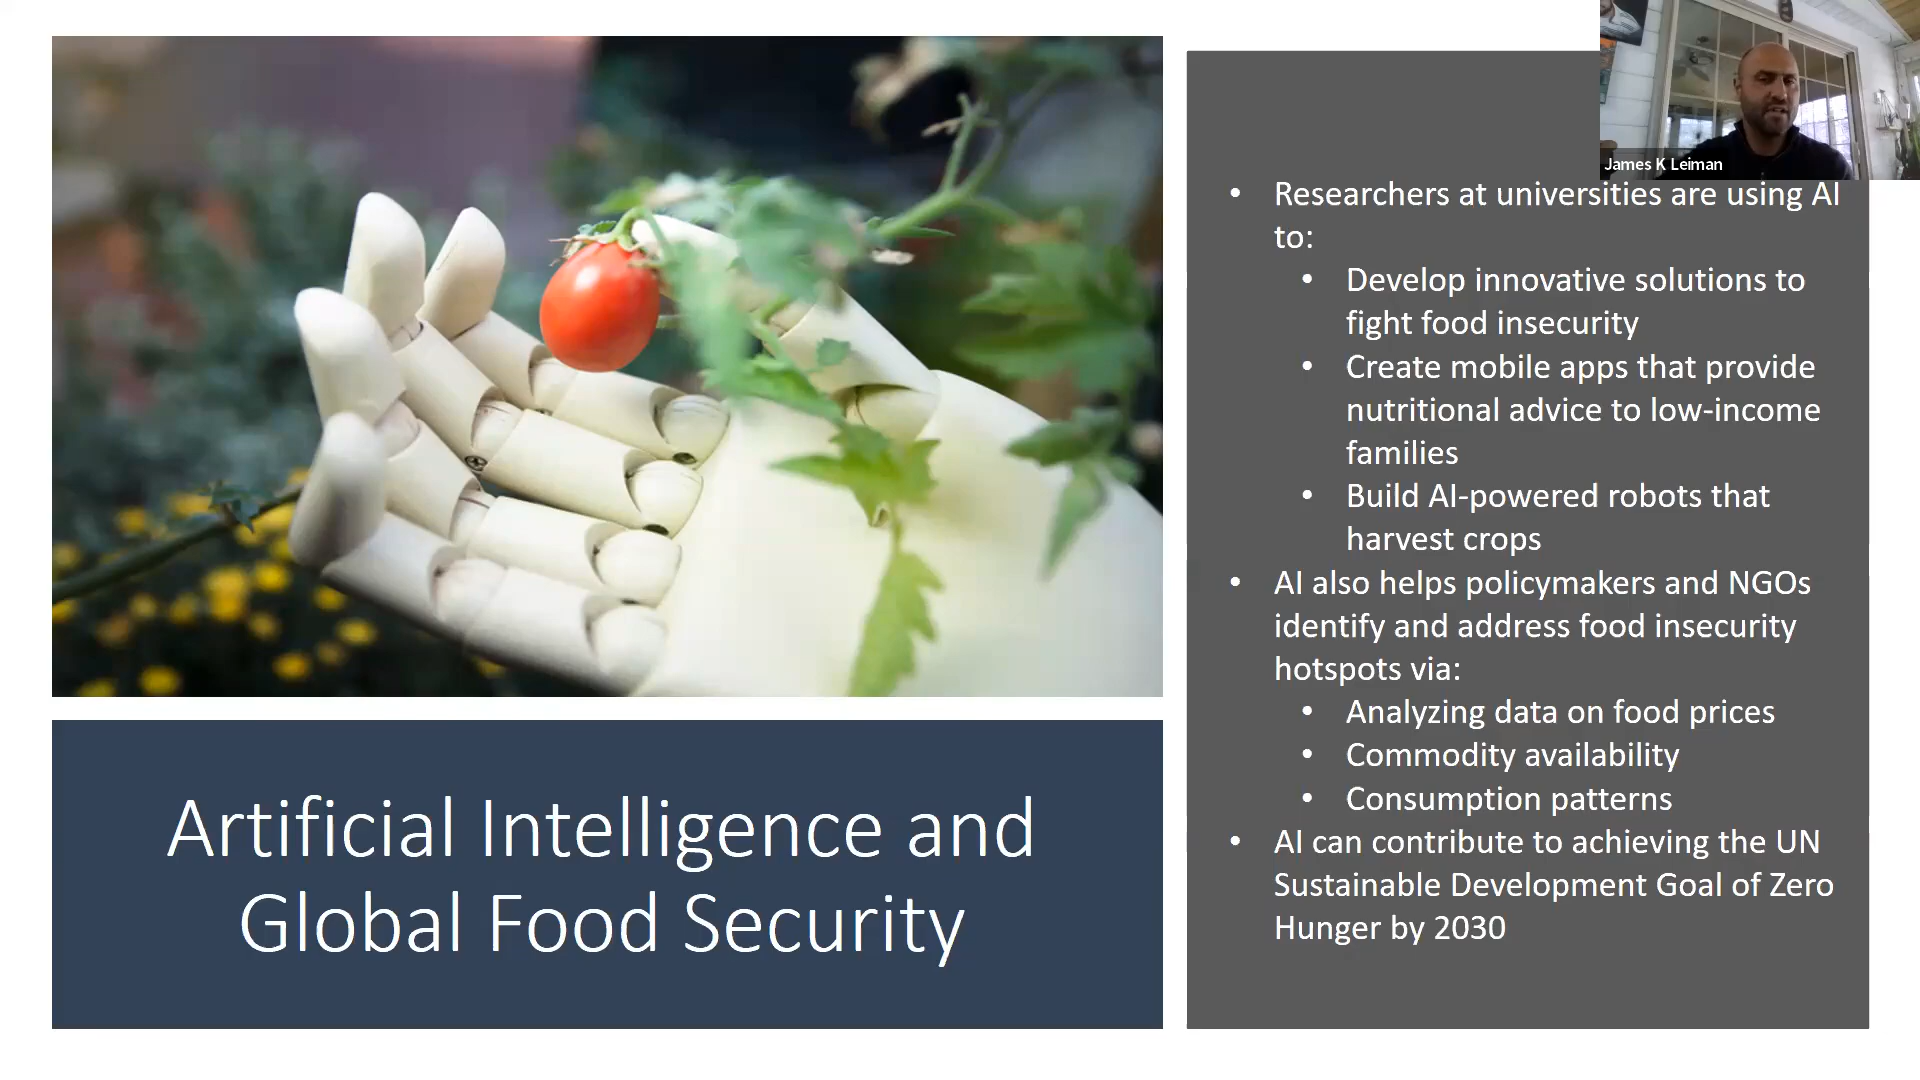 James K Leiman
• Researchers at universities are using AI
to:
• Develop innovative solutions to
fight food insecurity
• Create mobile apps that provide
nutritional advice to low-income
families
• Build AI-powered robots that
harvest crops
• AI also helps policymakers and NGOs
identify and address food insecurity
hotspots via:
• Analyzing data on food prices
• Commodity availability
• Consumption patterns
• AI can contribute to achieving the UN
Sustainable Development Goal of Zero
Hunger by 2030
Artificial Intelligence and
Global Food Security